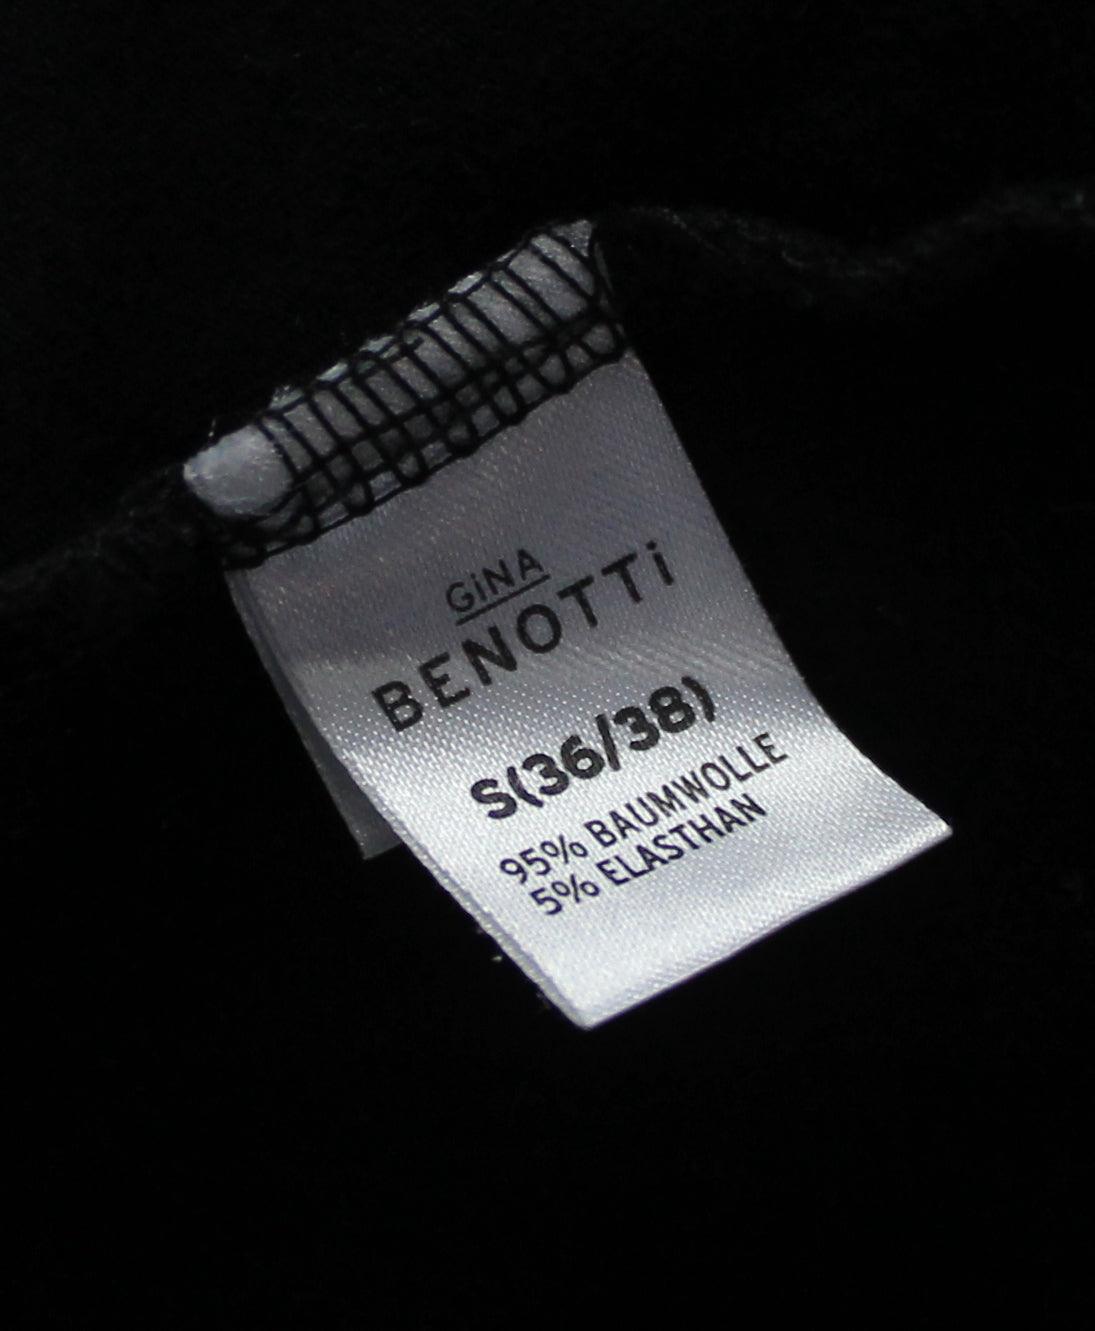 GiNA
BENOTTi
S(36/38)
95% BAUMWOLLE
5% ELASTHAN